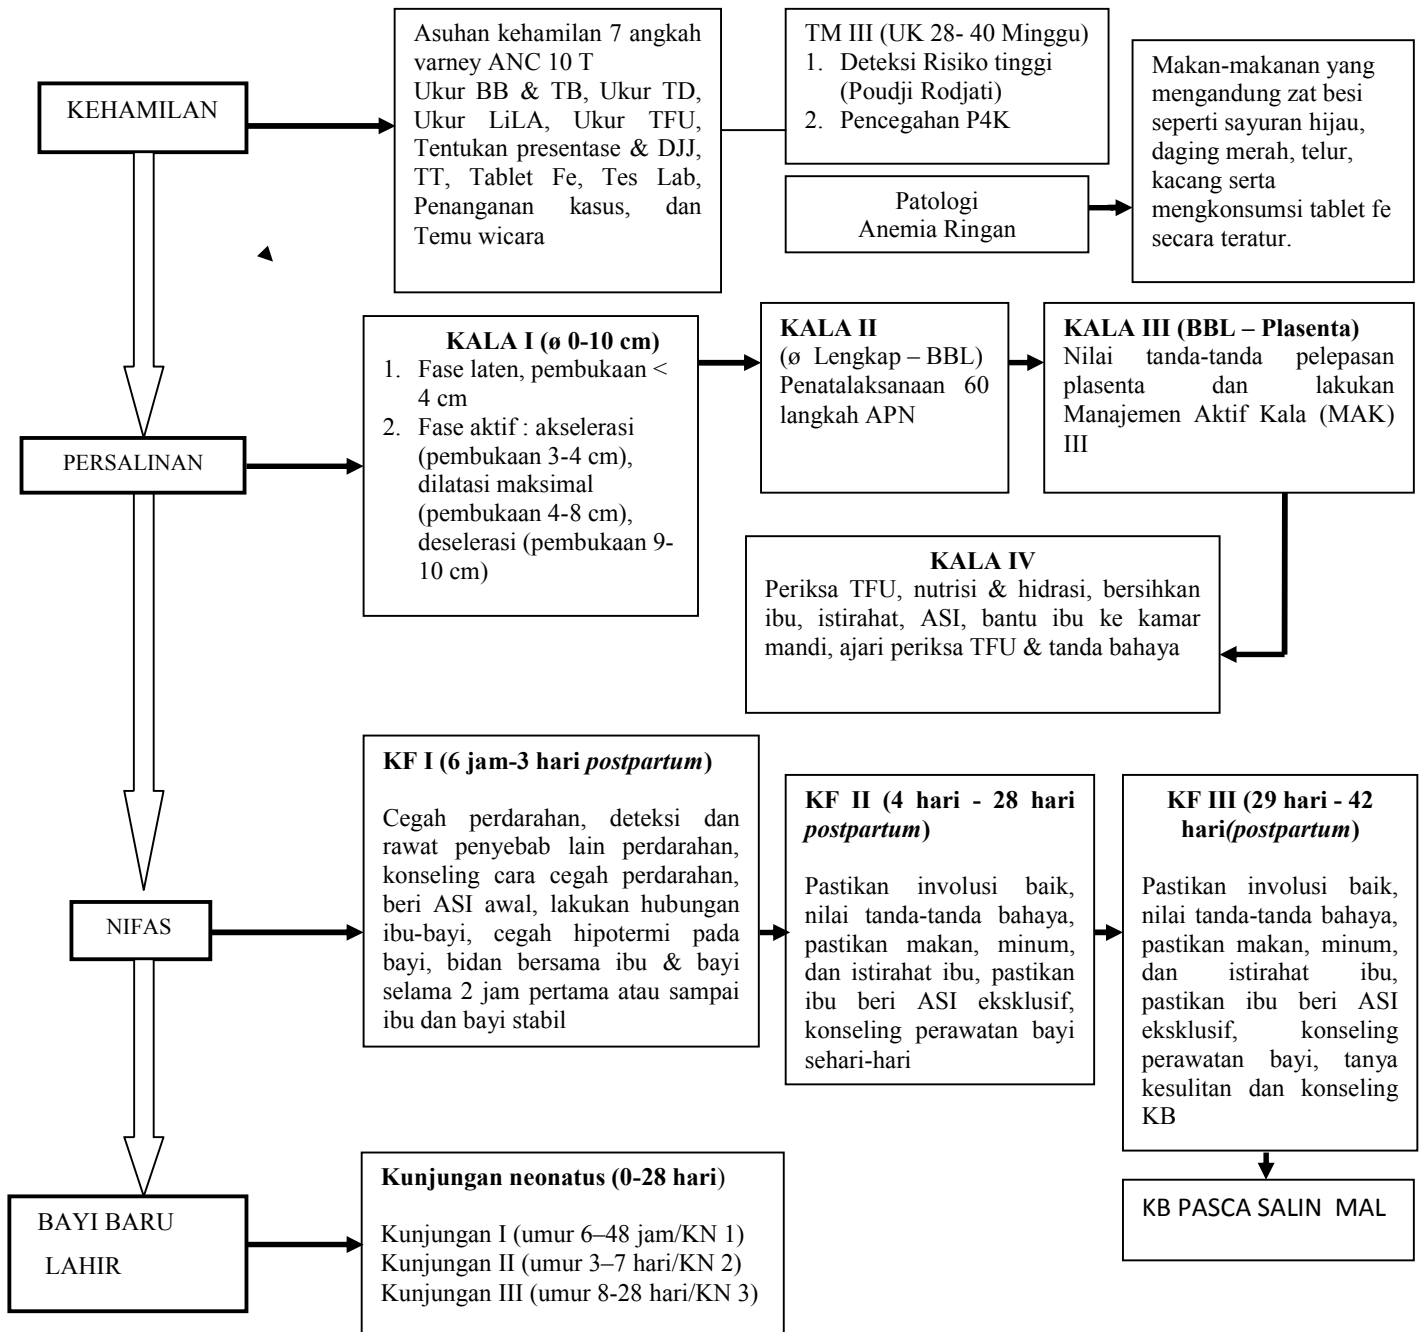 KEHAMILAN
Asuhan kehamilan 7 angkah
varney ANC 10 T
Ukur BB & TB, Ukur TD,
Ukur LiLA, Ukur TFU,
Tentukan presentase & DJJ,
TT, Tablet Fe, Tes Lab,
Penanganan kasus, dan
Temu wicara
TM III (UK 28- 40 Minggu)
1. Deteksi Risiko tinggi
(Poudji Rodjati)
2. Pencegahan P4K
Patologi
Anemia Ringan
Makan-makanan yang
mengandung zat besi
seperti sayuran hijau,
daging merah, telur,
kacang serta
mengkonsumsi tablet fe
secara teratur.
PERSALINAN
KALA I (ø 0-10 cm)
1. Fase laten, pembukaan <
4 cm
2. Fase aktif : akselerasi
(pembukaan 3-4 cm),
dilatasi maksimal
(pembukaan 4-8 cm),
deselerasi (pembukaan 9-
10 cm)
KALA II
(ø Lengkap – BBL)
Penatalaksanaan 60
langkah APN
KALA III (BBL – Plasenta)
Nilai tanda-tanda pelepasan
plasenta dan lakukan
Manajemen Aktif Kala (MAK)
III
KALA IV
Periksa TFU, nutrisi & hidrasi, bersihkan
ibu, istirahat, ASI, bantu ibu ke kamar
mandi, ajari periksa TFU & tanda bahaya
NIFAS
KF I (6 jam-3 hari postpartum)
Cegah perdarahan, deteksi dan
rawat penyebab lain perdarahan,
konseling cara cegah perdarahan,
beri ASI awal, lakukan hubungan
ibu-bayi, cegah hipotermi pada
bayi, bidan bersama ibu & bayi
selama 2 jam pertama atau sampai
ibu dan bayi stabil
KF II (4 hari - 28 hari
postpartum)
Pastikan involusi baik,
nilai tanda-tanda bahaya,
pastikan makan, minum,
dan istirahat ibu, pastikan
ibu beri ASI eksklusif,
konseling perawatan bayi
sehari-hari
KF III (29 hari - 42
hari(postpartum)
Pastikan involusi baik,
nilai tanda-tanda bahaya,
pastikan makan, minum,
dan istirahat ibu,
pastikan ibu beri ASI
eksklusif, konseling
perawatan bayi, tanya
kesulitan dan konseling
KB
KB PASCA SALIN MAL
BAYI BARU
LAHIR
Kunjungan neonatus (0-28 hari)
Kunjungan I (umur 6–48 jam/KN 1)
Kunjungan II (umur 3–7 hari/KN 2)
Kunjungan III (umur 8-28 hari/KN 3)